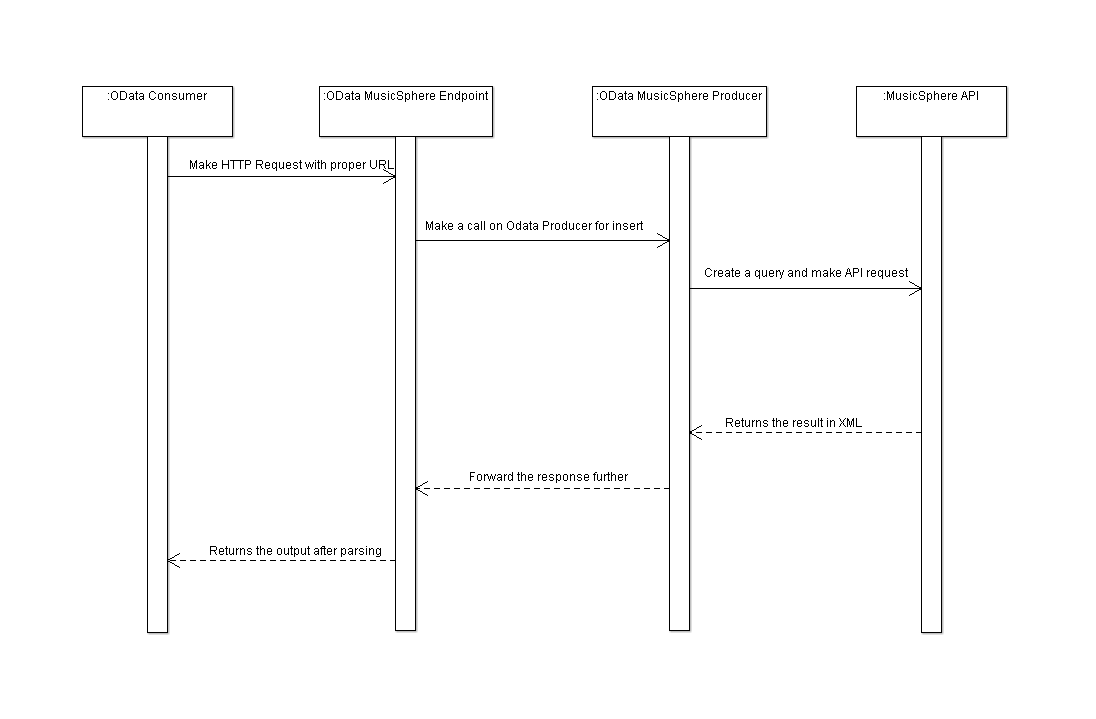 :OData Consumer
:OData MusicSphere Endpoint
:OData MusicSphere Producer
:MusicSphere API
Make HTTP Request with proper URL
Make a call on Odata Producer for insert
Create a query and make API request
Returns the result in XML
Forward the response further
Returns the output after parsing